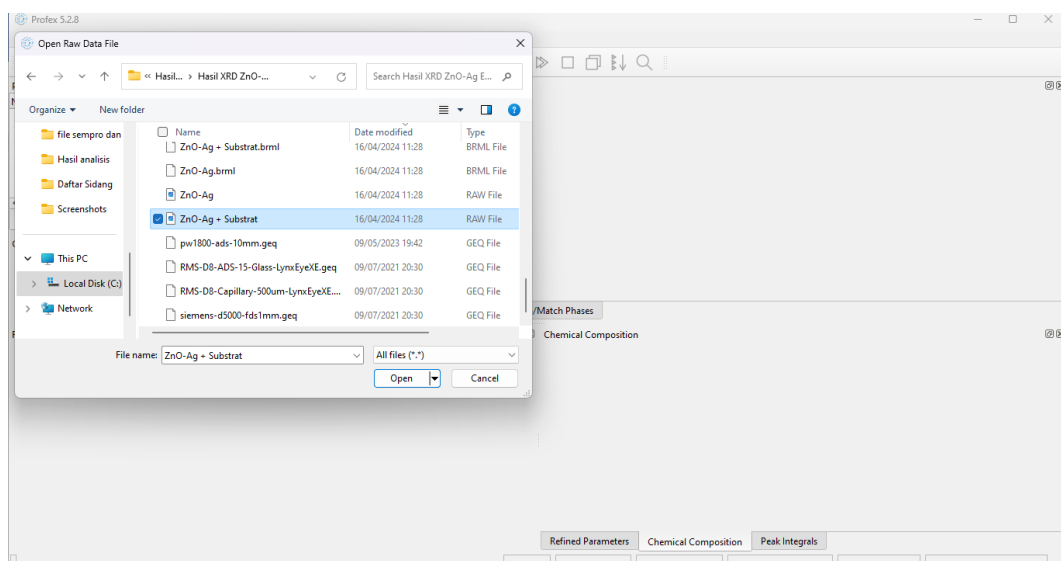 Profex 5.2.8
Open Raw Data File
« Hasil... › Hasil XRD ZnO-...
Search Hasil XRD ZnO-Ag E...
Organize
New folder
Name Date modified Type
file sempro dan
Hasil analisis
Daftar Sidang
Screenshots
This PC
Local Disk (C:)
Network
ZnO-Ag + Substrat.brml 16/04/2024 11:28 BRML File
ZnO-Ag.brml 16/04/2024 11:28 BRML File
ZnO-Ag 16/04/2024 11:28 RAW File
ZnO-Ag + Substrat 16/04/2024 11:28 RAW File
pw1800-ads-10mm.geq 09/05/2023 19:42 GEQ File
RMS-D8-ADS-15-Glass-LynxEyeXE.geq 09/07/2021 20:30 GEQ File
RMS-D8-Capillary-500um-LynxEyeXE.... 09/07/2021 20:30 GEQ File
siemens-d5000-fds1mm.geq 09/07/2021 20:30 GEQ File
File name: ZnO-Ag + Substrat
All files (*.*)
Open
Cancel
/Match Phases
Chemical Composition
Refined Parameters Chemical Composition Peak Integrals